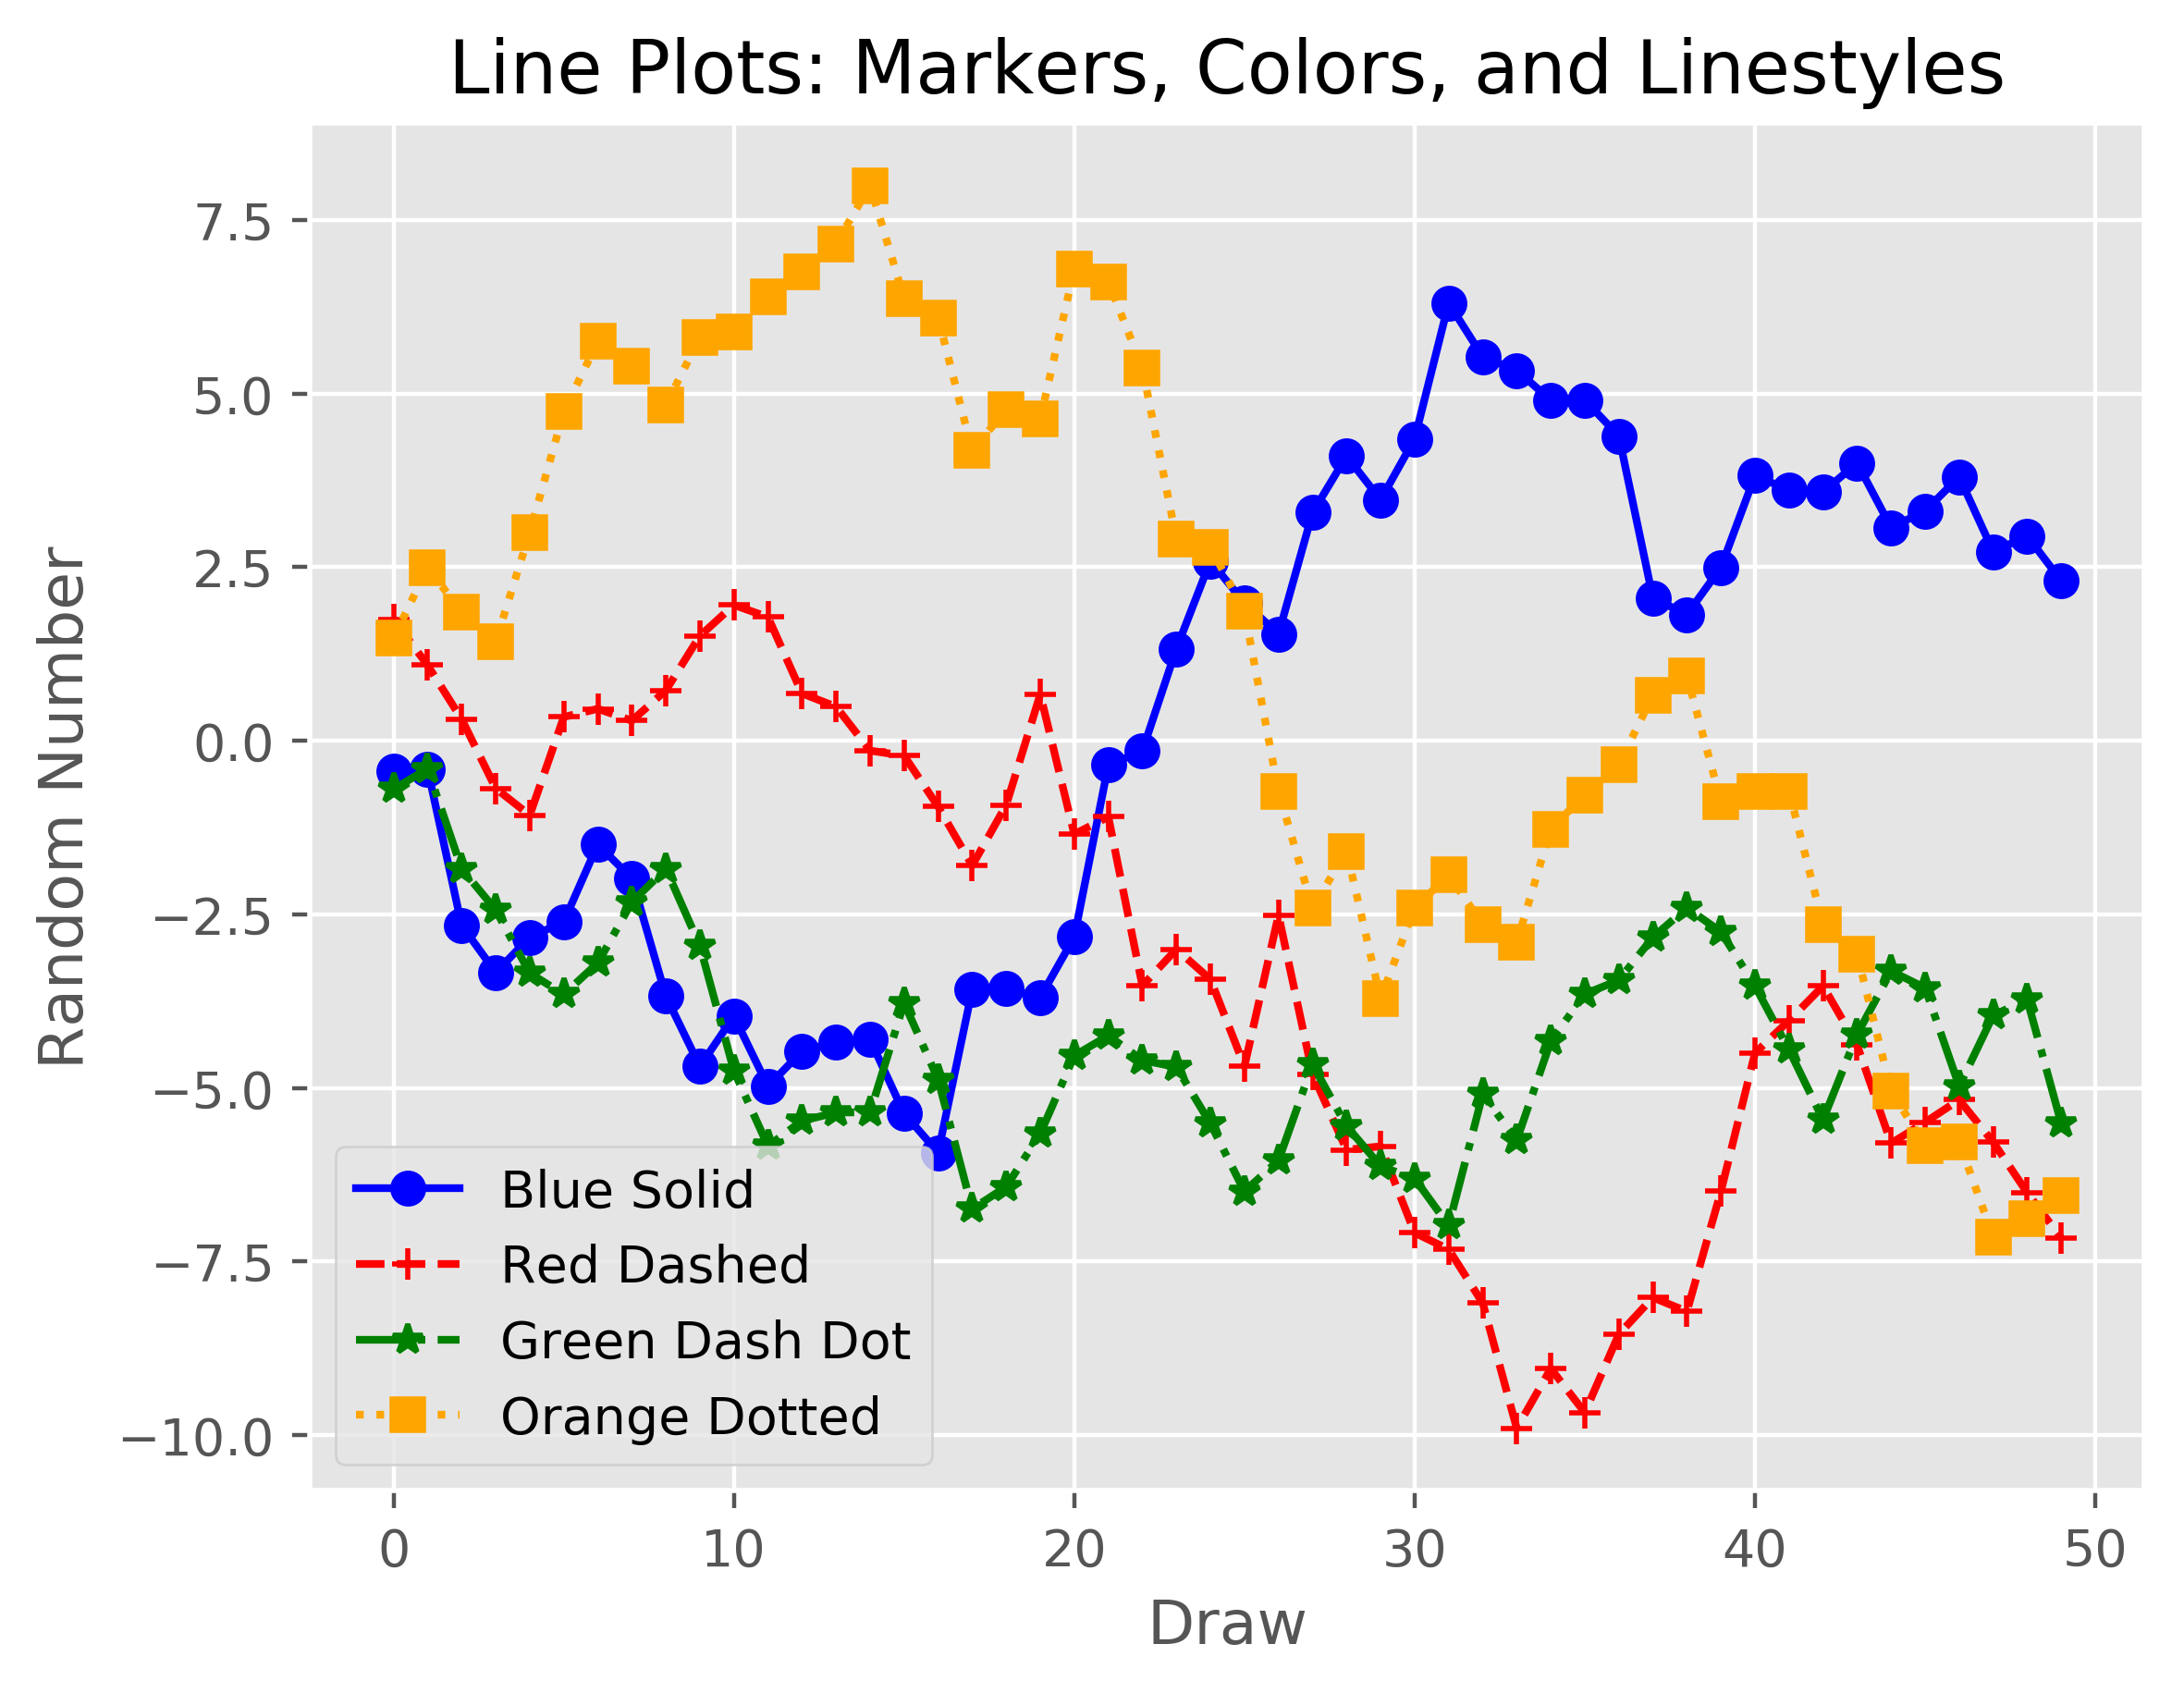 Line Plots: Markers, Colors, and Linestyles
Random Number
7.5
5.0
2.5
0.0
−2.5
−5.0
−7.5
−10.0
Blue Solid
Red Dashed
Green Dash Dot
Orange Dotted
0 10 20 30 40 50
Draw